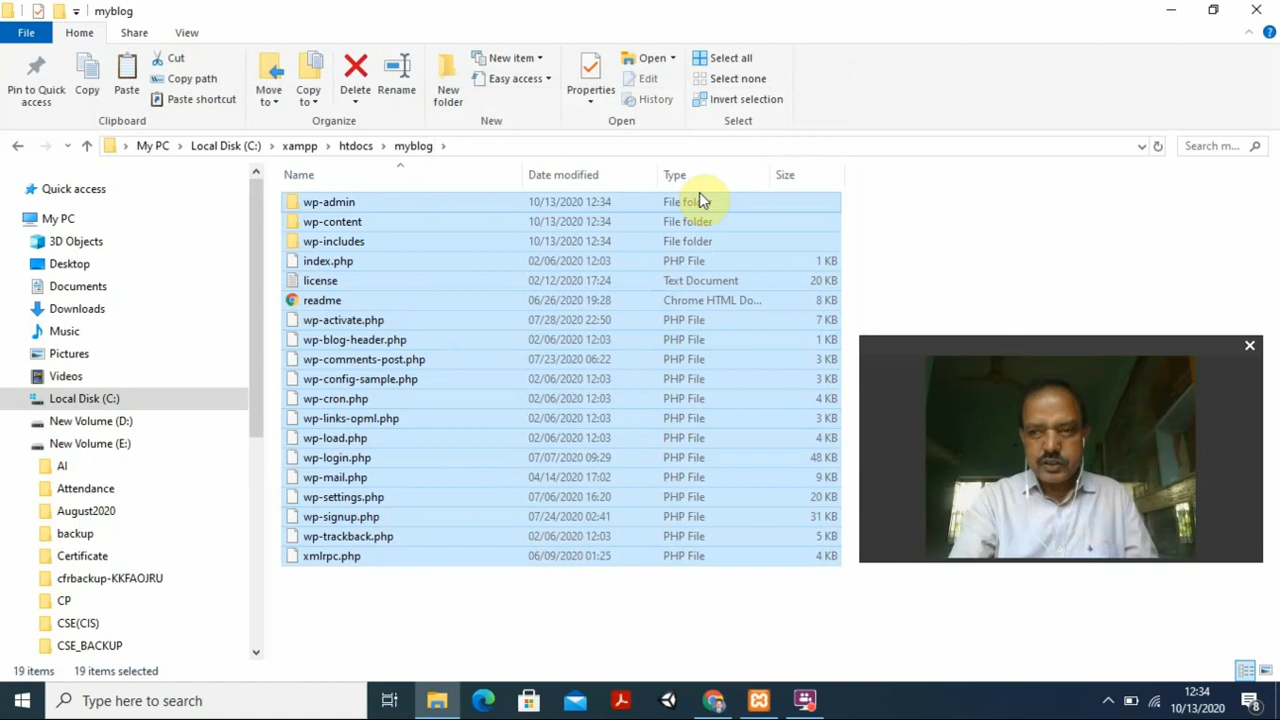 myblog
File Home Share View
Pin to Quick access
Copy
Paste
Cut
Copy path
Paste shortcut
Clipboard
Move to
Copy to
Delete
Rename
Organize
New folder
New item
Easy access
New
Properties
Open
Edit
History
Open
Select all
Select none
Invert selection
Select
My PC Local Disk (C:) xampp htdocs myblog
Search m...
Name Date modified Type Size
wp-admin 10/13/2020 12:34 File folder
wp-content 10/13/2020 12:34 File folder
wp-includes 10/13/2020 12:34 File folder
index.php 02/06/2020 12:03 PHP File 1 KB
license 02/12/2020 17:24 Text Document 20 KB
readme 06/26/2020 19:28 Chrome HTML Do... 8 KB
wp-activate.php 07/28/2020 22:50 PHP File 7 KB
wp-blog-header.php 02/06/2020 12:03 PHP File 1 KB
wp-comments-post.php 07/23/2020 06:22 PHP File 3 KB
wp-config-sample.php 02/06/2020 12:03 PHP File 3 KB
wp-cron.php 02/06/2020 12:03 PHP File 4 KB
wp-links-opml.php 02/06/2020 12:03 PHP File 3 KB
wp-load.php 02/06/2020 12:03 PHP File 4 KB
wp-login.php 07/07/2020 09:29 PHP File 48 KB
wp-mail.php 04/14/2020 17:02 PHP File 9 KB
wp-settings.php 07/06/2020 16:20 PHP File 20 KB
wp-signup.php 07/24/2020 02:41 PHP File 31 KB
wp-trackback.php 02/06/2020 12:03 PHP File 5 KB
xmlrpc.php 06/09/2020 01:25 PHP File 4 KB
Quick access
My PC
3D Objects
Desktop
Documents
Downloads
Music
Pictures
Videos
Local Disk (C:)
New Volume (D:)
New Volume (E:)
AI
Attendance
August2020
backup
Certificate
cfrbackup-KKFAOJRU
CP
CSE(CIS)
CSE_BACKUP
19 items 19 items selected
Type here to search
12:34
10/13/2020
8